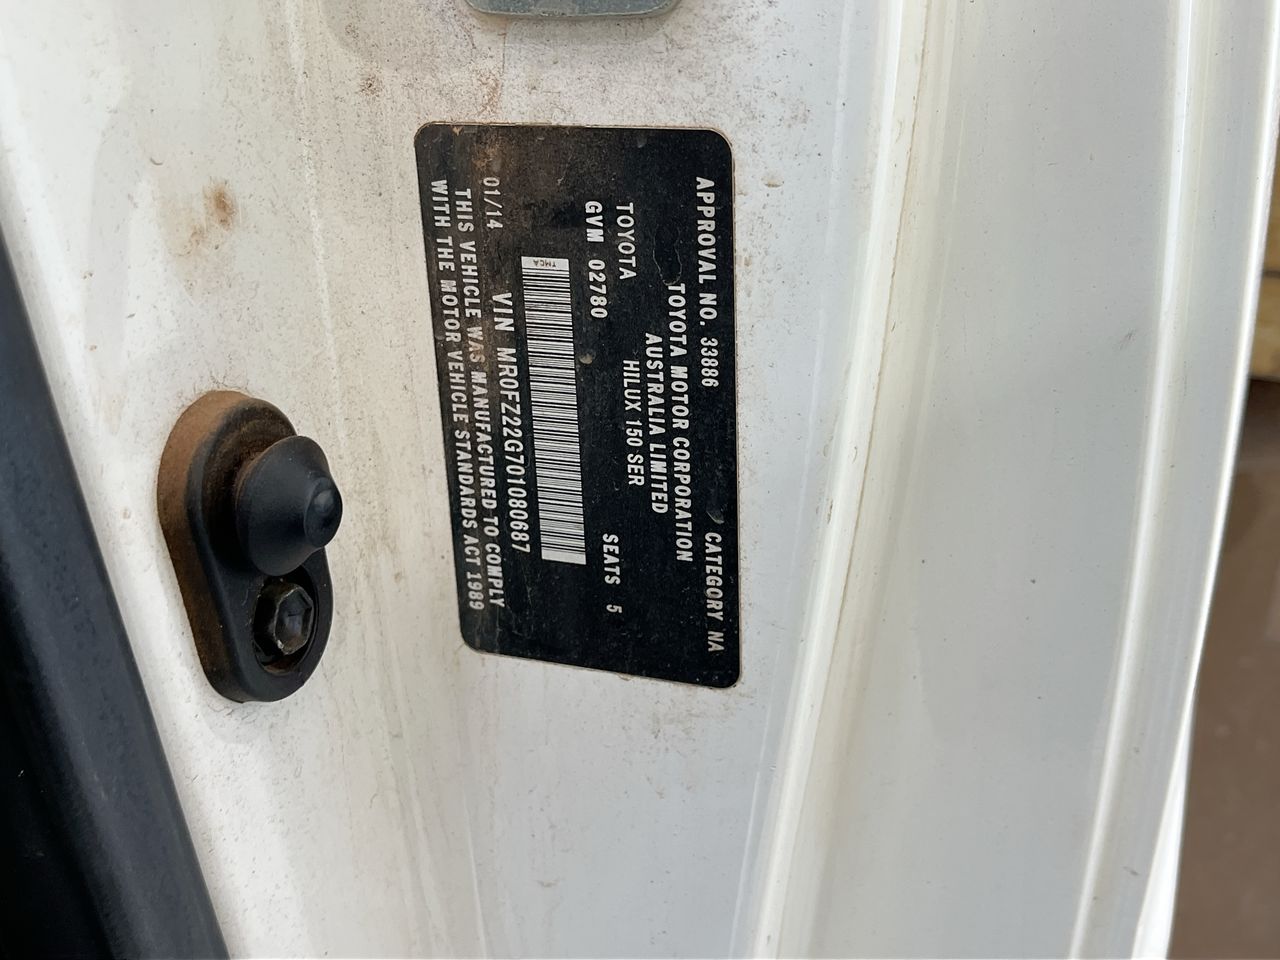 APPROVAL NO. 33886 CATEGORY NA
TOYOTA MOTOR CORPORATION
AUSTRALIA LIMITED
TOYOTA HILUX 150 SER
GVM 02780 SEATS 5
TMCA
VIN MR0FZ22G701080687
01/14
THIS VEHICLE WAS MANUFACTURED TO COMPLY
WITH THE MOTOR VEHICLE STANDARDS ACT 1989